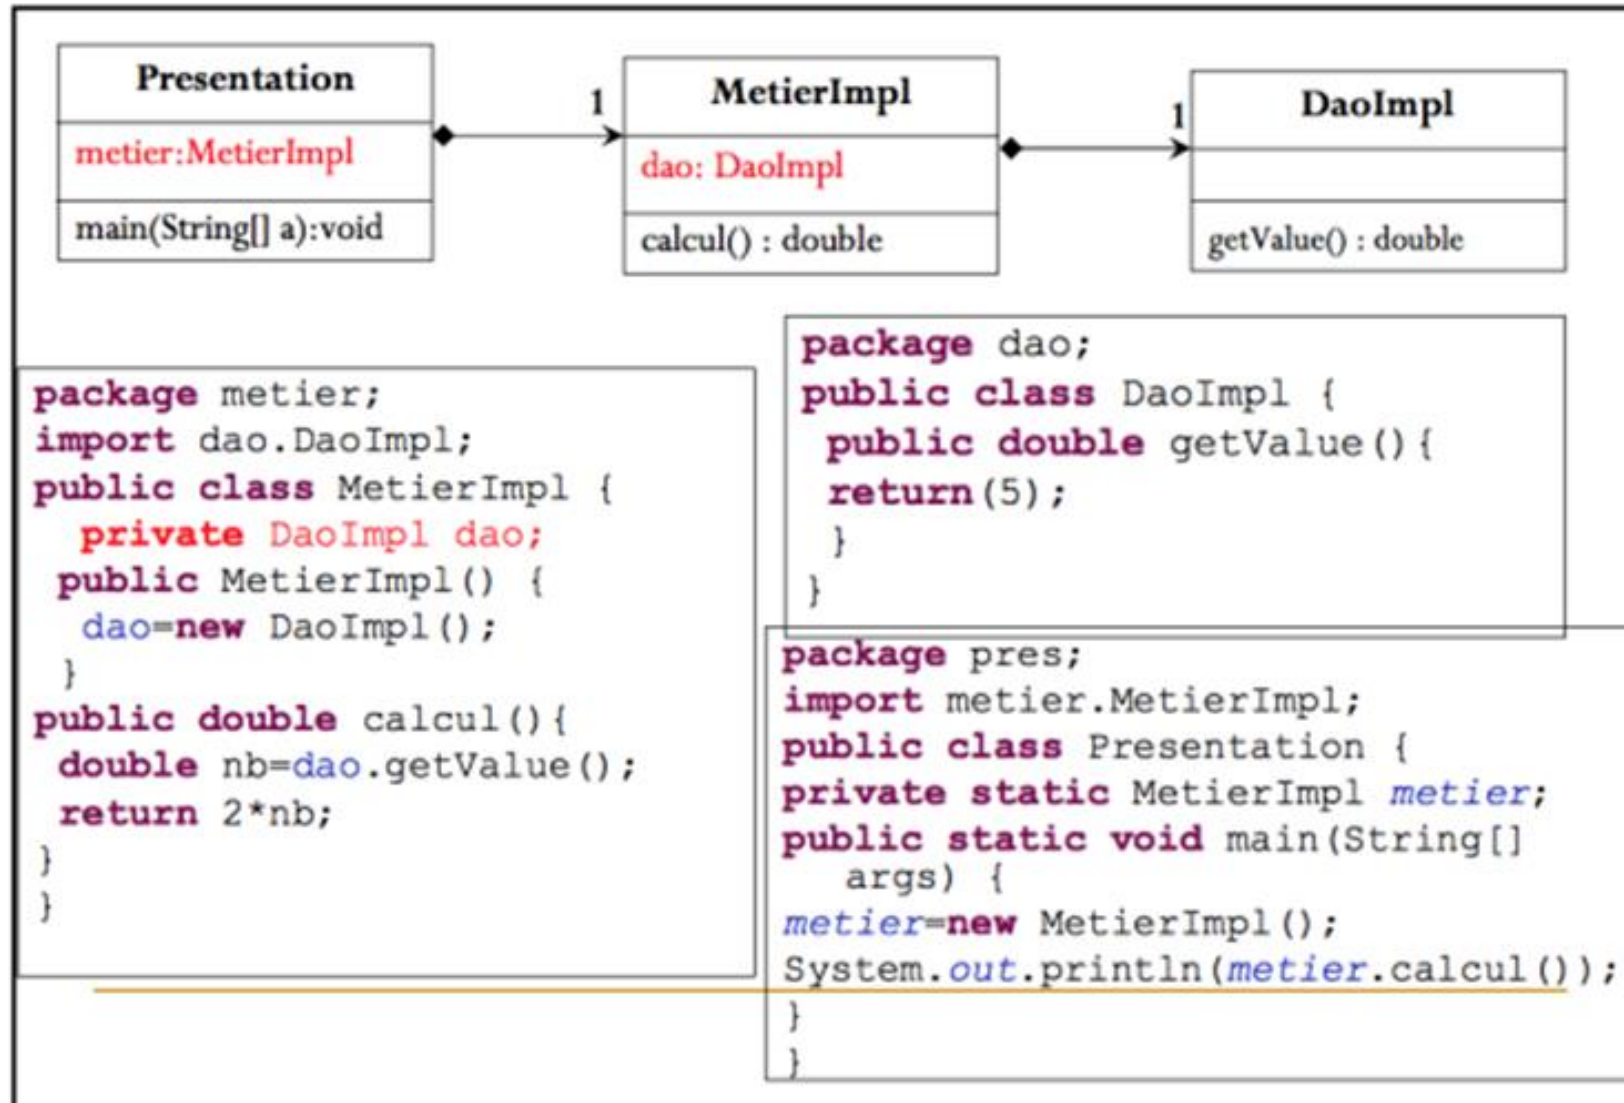 Presentation
metier:MetierImpl
main(String[] a):void
1
MetierImpl
dao: DaoImpl
calcul() : double
1
DaoImpl
getValue() : double
package metier;
import dao.DaoImpl;
public class MetierImpl {
private DaoImpl dao;
public MetierImpl() {
dao=new DaoImpl();
}
public double calcul(){
double nb=dao.getValue();
return 2*nb;
}
}
package dao;
public class DaoImpl {
public double getValue(){
return(5);
}
}
package pres;
import metier.MetierImpl;
public class Presentation {
private static MetierImpl metier;
public static void main(String[]
args) {
metier=new MetierImpl();
System.out.println(metier.calcul());
}
}